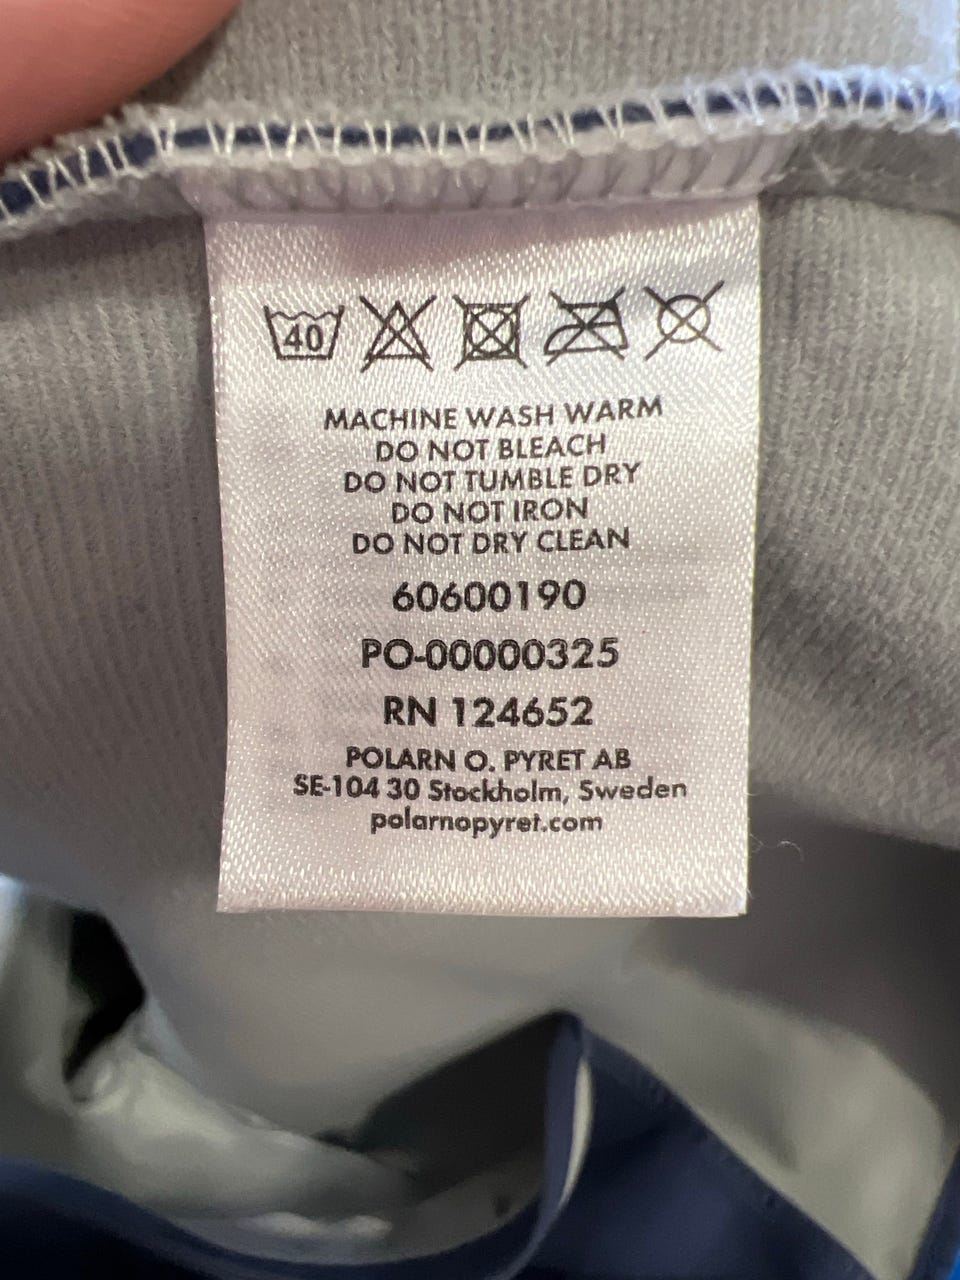 40
MACHINE WASH WARM
DO NOT BLEACH
DO NOT TUMBLE DRY
DO NOT IRON
DO NOT DRY CLEAN
60600190
PO-00000325
RN 124652
POLARN O. PYRET AB
SE-104 30 Stockholm, Sweden
polarnopyret.com